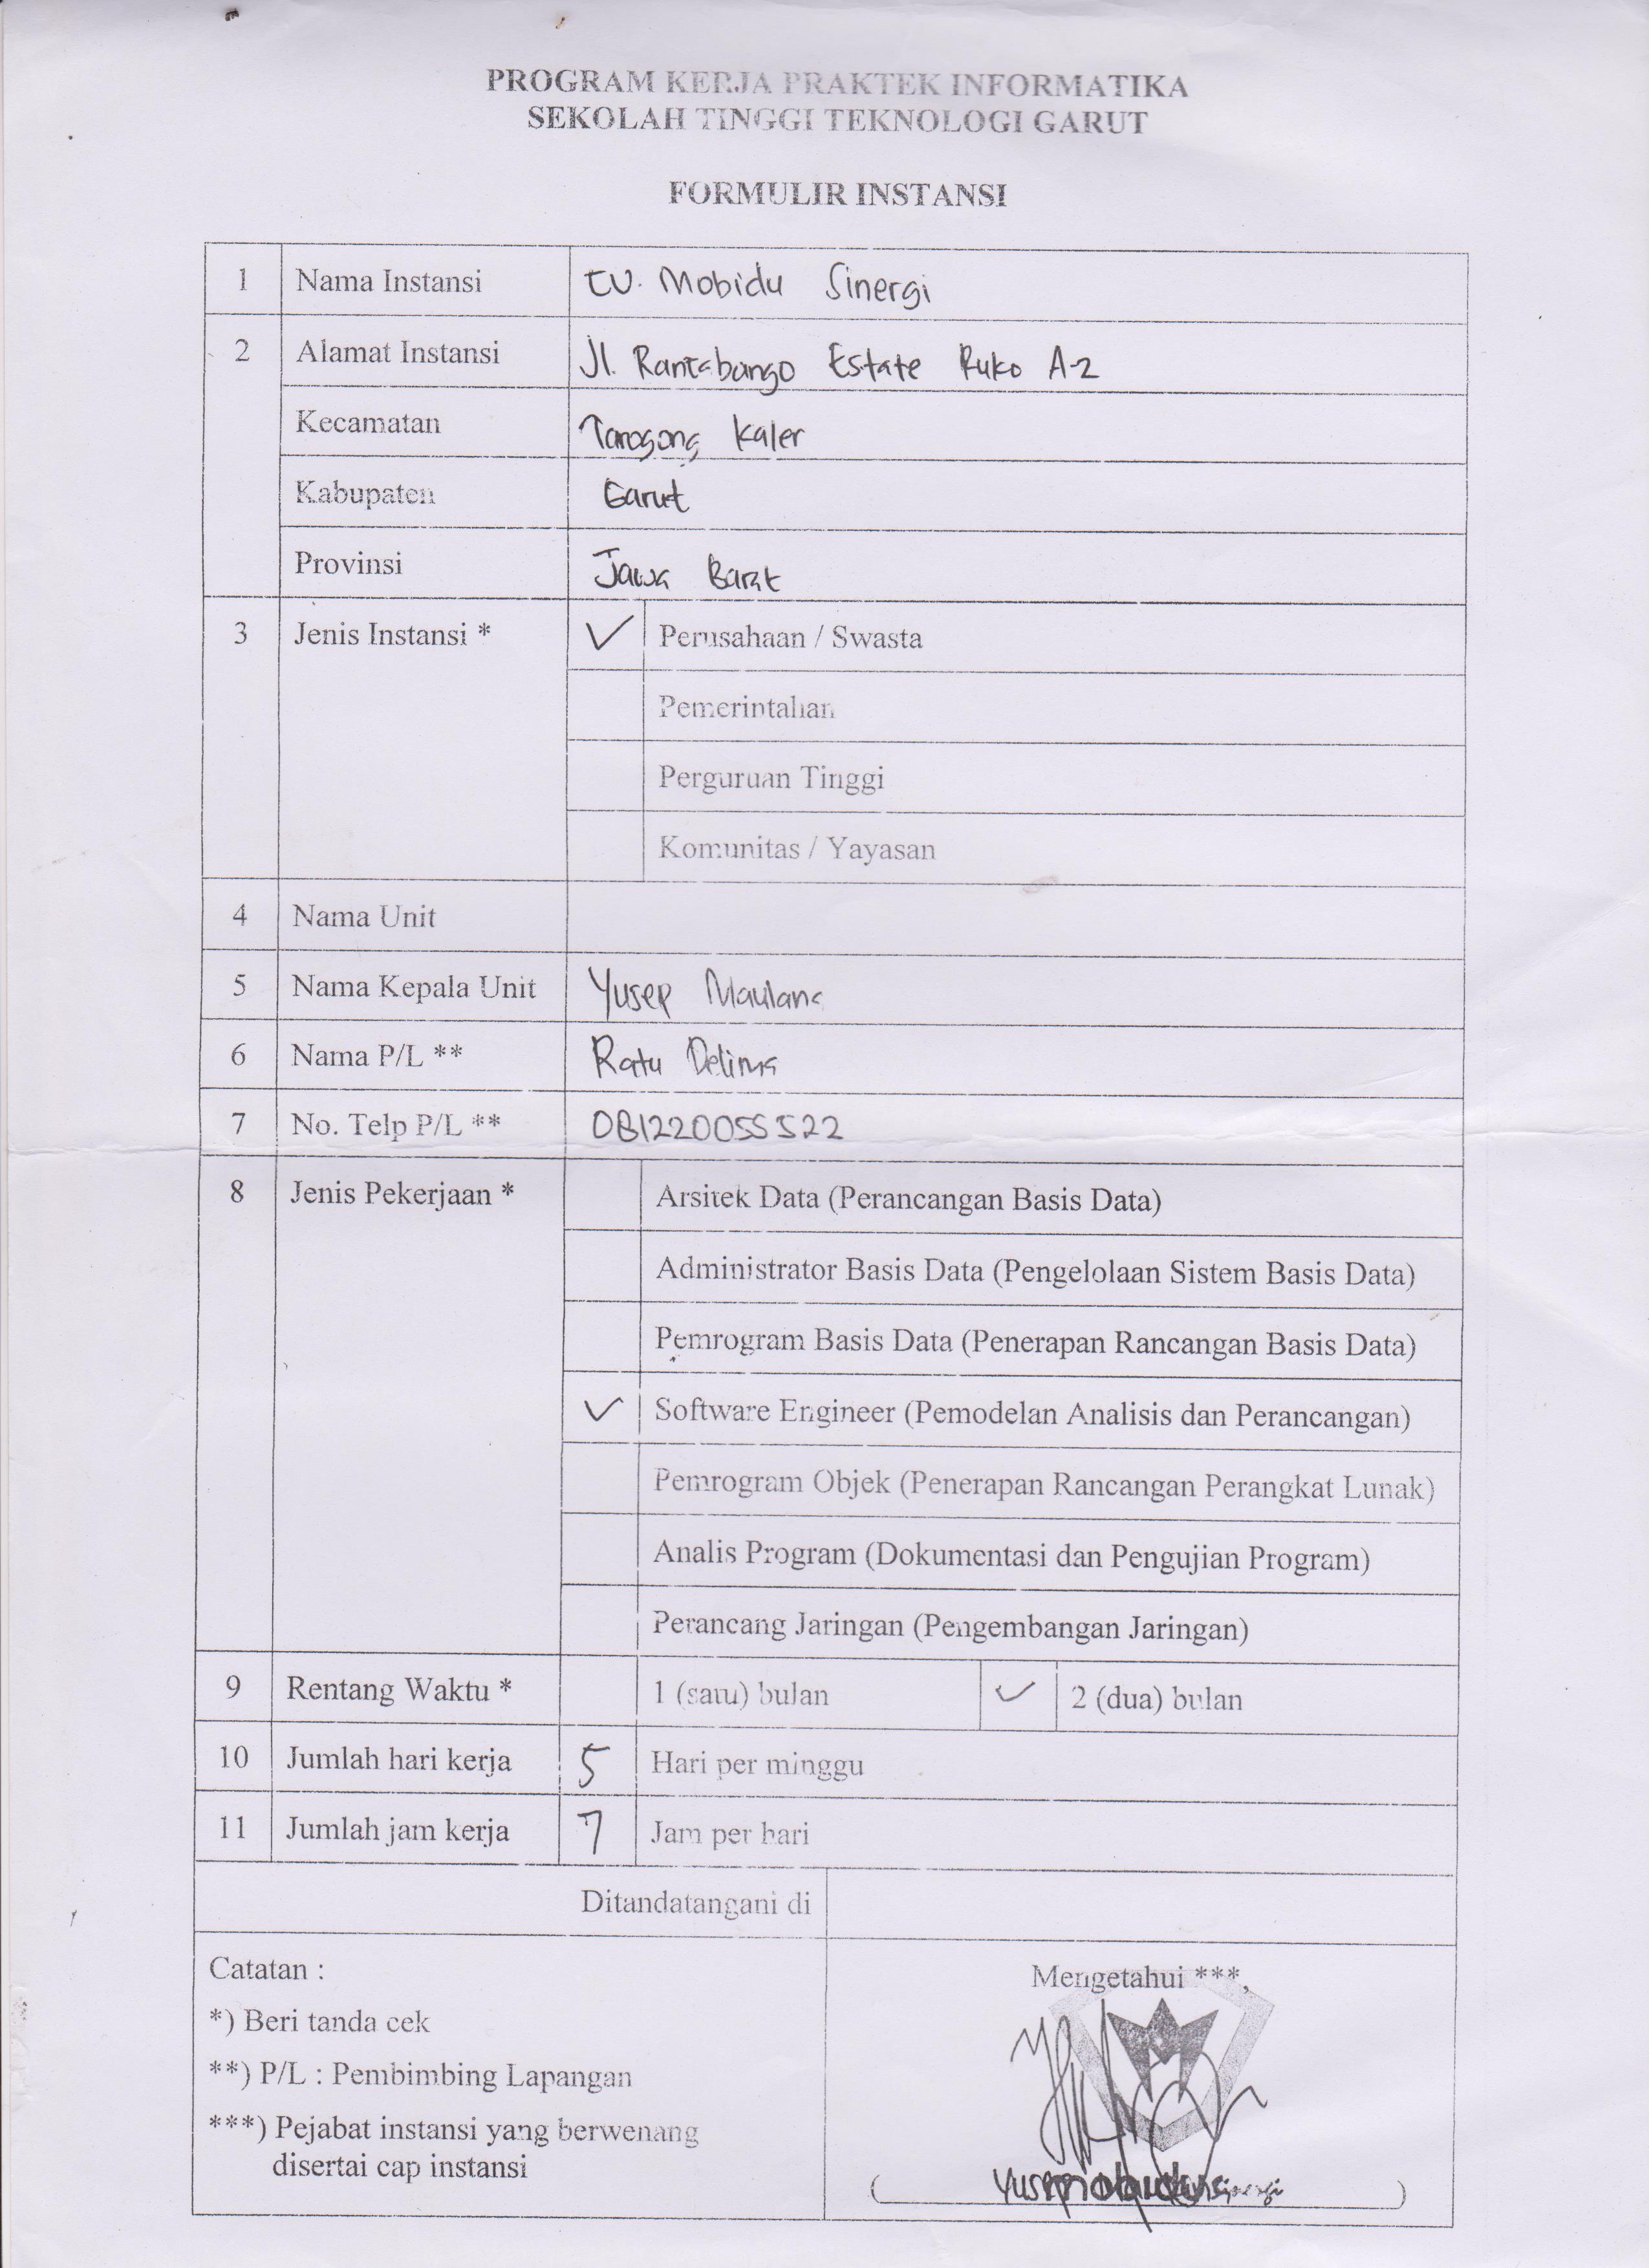 PROGRAM KERJA PRAKTEK INFORMATIKA
SEKOLAH TINGGI TEKNOLOGI GARUT
FORMULIR INSTANSI
1 Nama Instansi CV. Mobidu Sinergi
2 Alamat Instansi Jl. Rancabango Estate Ruko A-2
Kecamatan Tarogong Kaler
Kabupaten Garut
Provinsi Jawa Barat
3 Jenis Instansi * ✓ Perusahaan / Swasta
Pemerintahan
Perguruan Tinggi
Komunitas / Yayasan
4 Nama Unit
5 Nama Kepala Unit Yusep Maulana
6 Nama P/L ** Ratu Delima
7 No. Telp P/L ** 081220055522
8 Jenis Pekerjaan * Arsitek Data (Perancangan Basis Data)
Administrator Basis Data (Pengelolaan Sistem Basis Data)
Pemrogram Basis Data (Penerapan Rancangan Basis Data)
✓ Software Engineer (Pemodelan Analisis dan Perancangan)
Pemrogram Objek (Penerapan Rancangan Perangkat Lunak)
Analis Program (Dokumentasi dan Pengujian Program)
Perancang Jaringan (Pengembangan Jaringan)
9 Rentang Waktu * 1 (satu) bulan ✓ 2 (dua) bulan
10 Jumlah hari kerja 5 Hari per minggu
11 Jumlah jam kerja 7 Jam per hari
Ditandatangani di
Catatan :
*) Beri tanda cek
**) P/L : Pembimbing Lapangan
***) Pejabat instansi yang berwenang
disertai cap instansi
Mengetahui ***,
( Yusep mobidu sinergi )